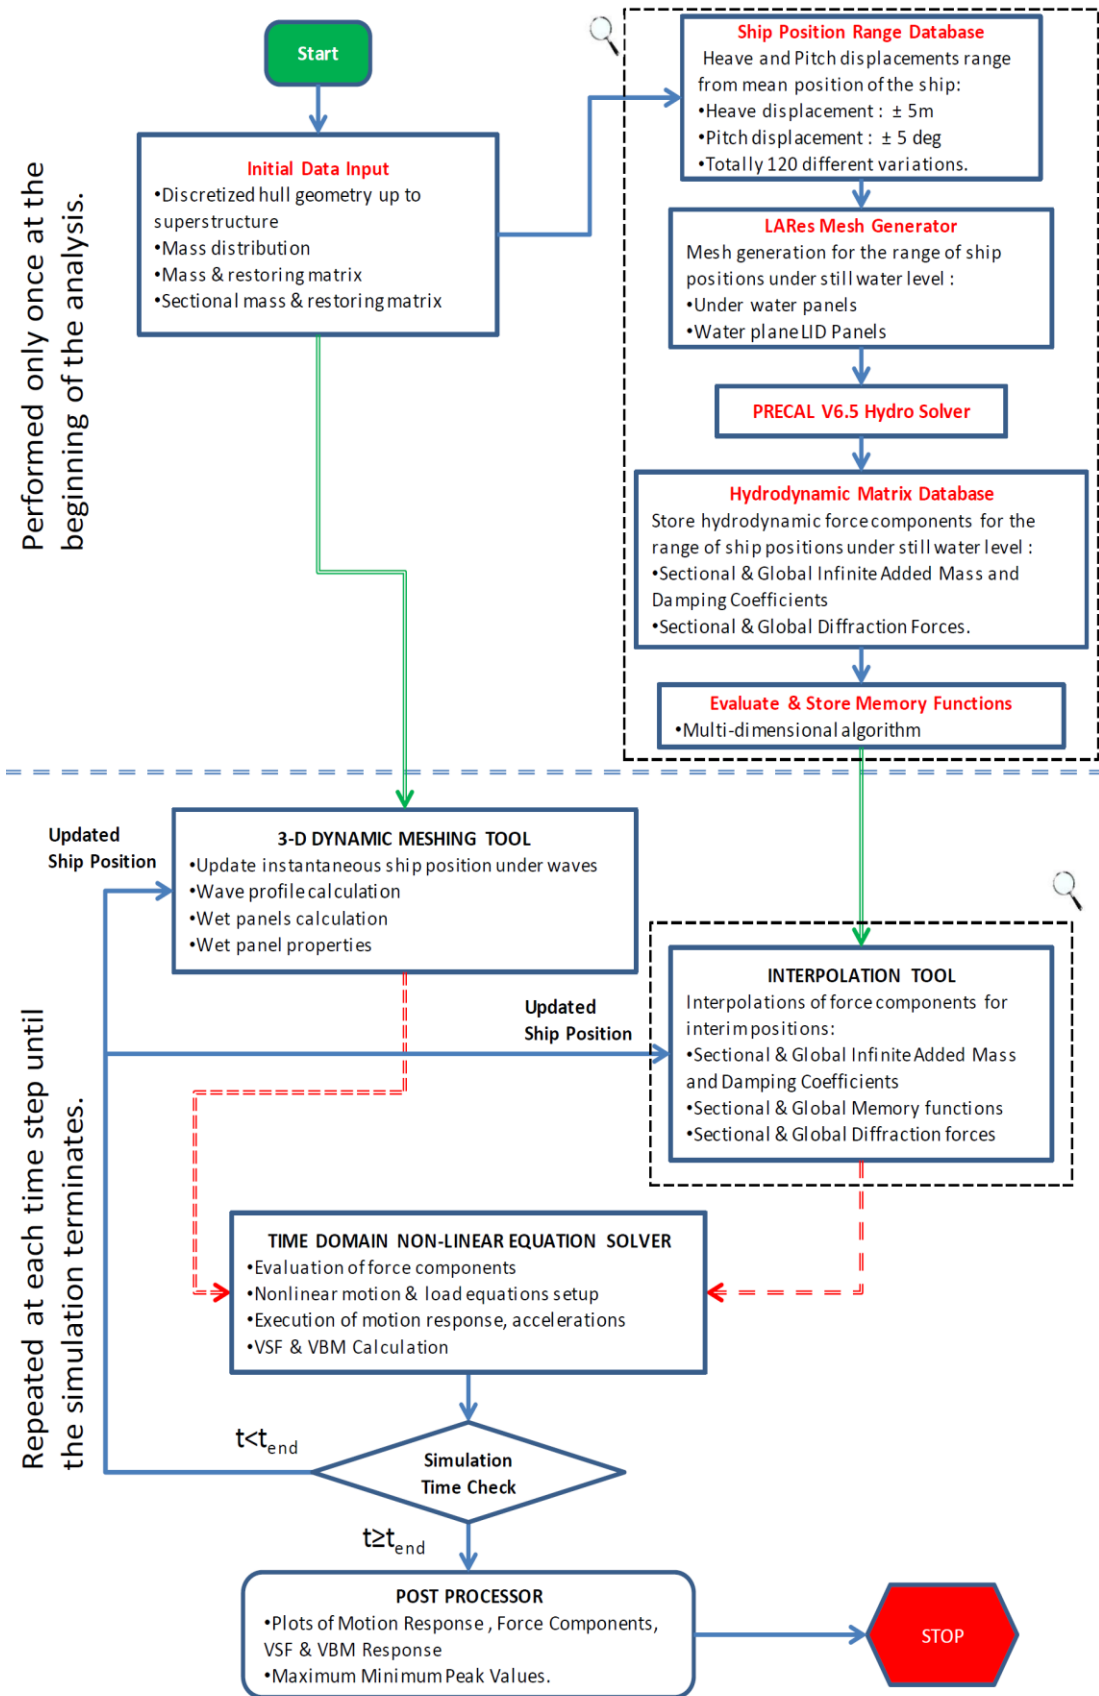 Start
Initial Data Input
•Discretized hull geometry up to
superstructure
•Mass distribution
•Mass & restoring matrix
•Sectional mass & restoring matrix
Ship Position Range Database
Heave and Pitch displacements range
from mean position of the ship:
•Heave displacement : ± 5m
•Pitch displacement : ± 5 deg
•Totally 120 different variations.
LARes Mesh Generator
Mesh generation for the range of ship
positions under still water level :
•Under water panels
•Water plane LID Panels
PRECAL V6.5 Hydro Solver
Hydrodynamic Matrix Database
Store hydrodynamic force components for the
range of ship positions under still water level :
•Sectional & Global Infinite Added Mass and
Damping Coefficients
•Sectional & Global Diffraction Forces.
Evaluate & Store Memory Functions
•Multi-dimensional algorithm
Performed only once at the
beginning of the analysis.
Updated
Ship Position
3-D DYNAMIC MESHING TOOL
•Update instantaneous ship position under waves
•Wave profile calculation
•Wet panels calculation
•Wet panel properties
Updated
Ship Position
INTERPOLATION TOOL
Interpolations of force components for
interim positions:
•Sectional & Global Infinite Added Mass
and Damping Coefficients
•Sectional & Global Memory functions
•Sectional & Global Diffraction forces
TIME DOMAIN NON-LINEAR EQUATION SOLVER
•Evaluation of force components
•Nonlinear motion & load equations setup
•Execution of motion response, accelerations
•VSF & VBM Calculation
Repeated at each time step until
the simulation terminates.
t<tend
Simulation
Time Check
t≥tend
POST PROCESSOR
•Plots of Motion Response , Force Components,
VSF & VBM Response
•Maximum Minimum Peak Values.
STOP